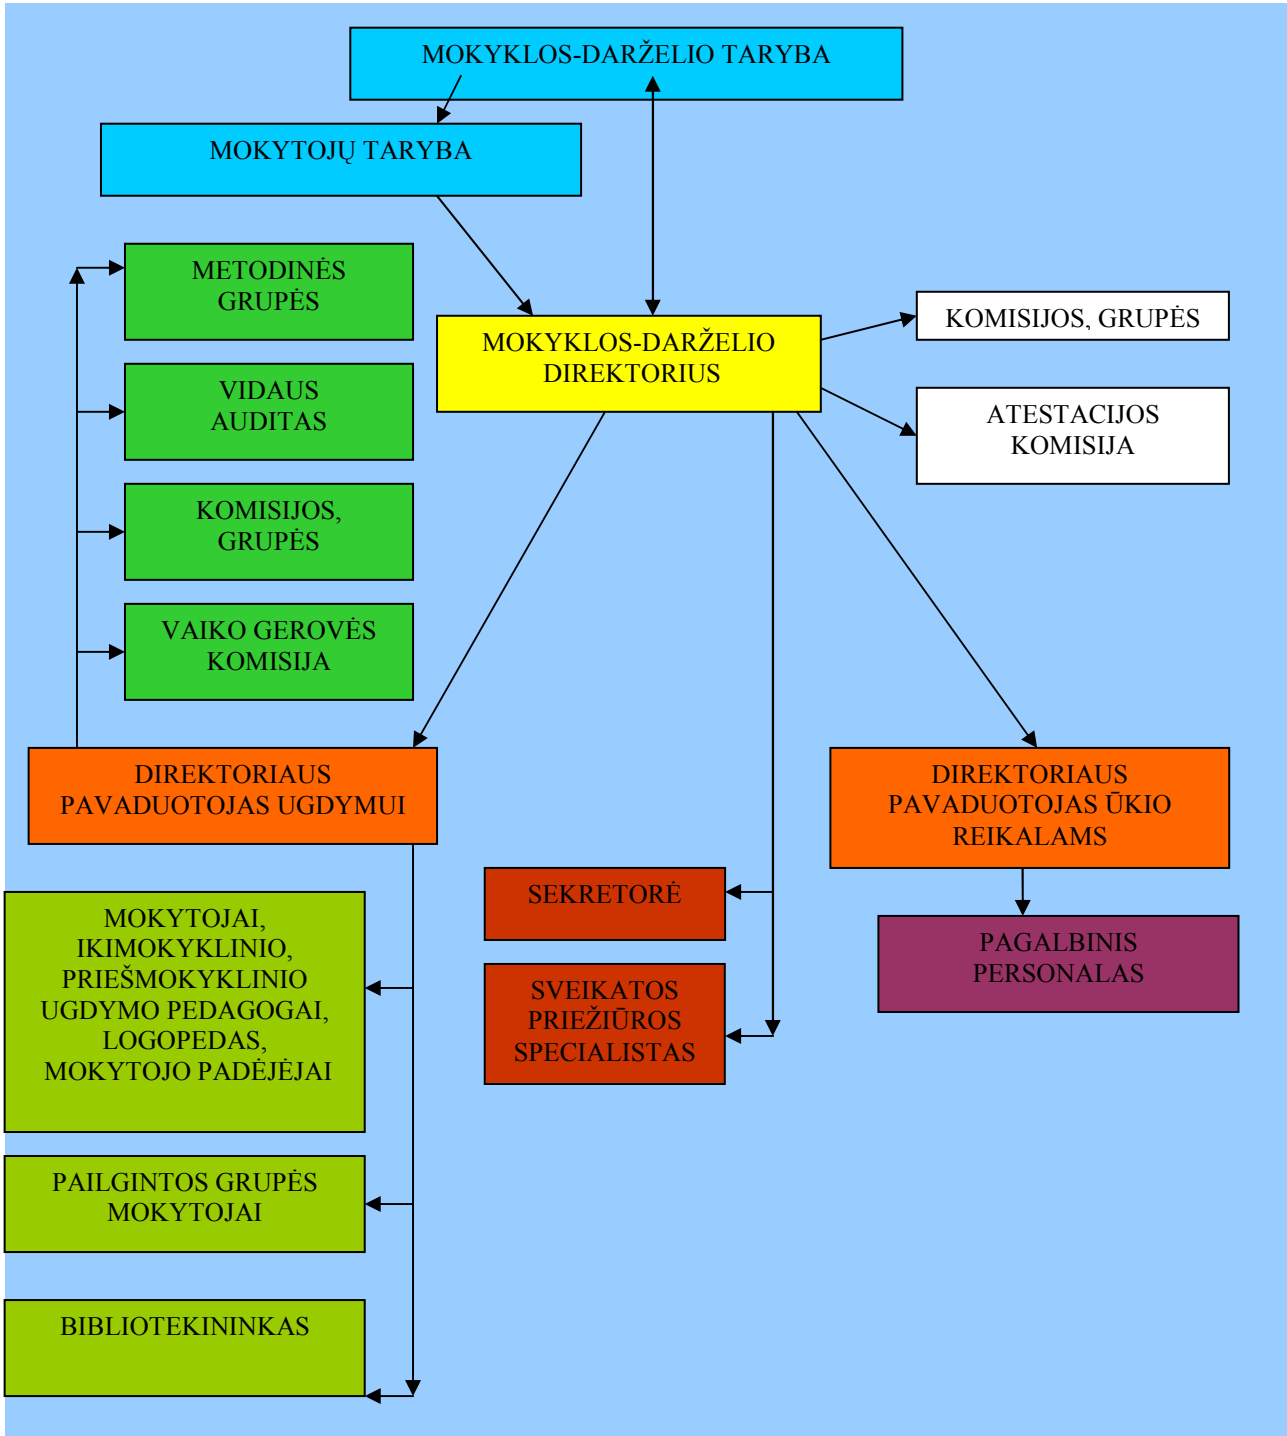 MOKYKLOS-DARŽELIO TARYBA
MOKYTOJŲ TARYBA
METODINĖS
GRUPĖS
VIDAUS
AUDITAS
KOMISIJOS,
GRUPĖS
VAIKO GEROVĖS
KOMISIJA
MOKYKLOS-DARŽELIO
DIREKTORIUS
KOMISIJOS, GRUPĖS
ATESTACIJOS
KOMISIJA
DIREKTORIAUS
PAVADUOTOJAS UGDYMUI
DIREKTORIAUS
PAVADUOTOJAS ŪKIO
REIKALAMS
MOKYTOJAI,
IKIMOKYKLINIO,
PRIEŠMOKYKLINIO
UGDYMO PEDAGOGAI,
LOGOPEDAS,
MOKYTOJO PADĖJĖJAI
PAILGINTOS GRUPĖS
MOKYTOJAI
BIBLIOTEKININKAS
SEKRETORĖ
SVEIKATOS
PRIEŽIŪROS
SPECIALISTAS
PAGALBINIS
PERSONALAS